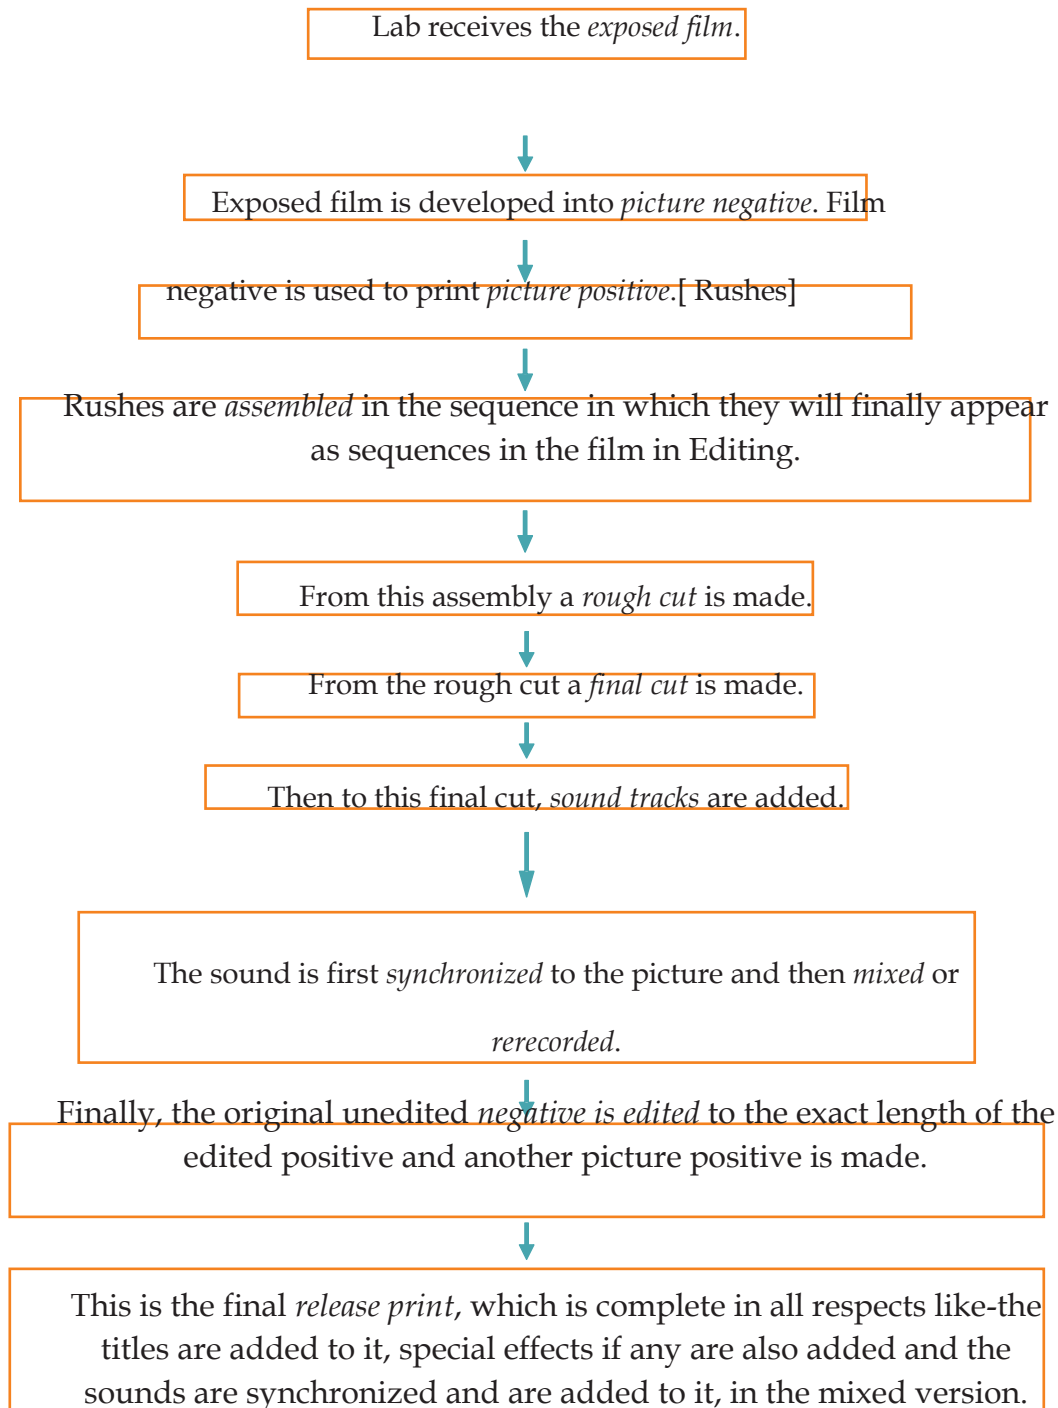 Lab receives the exposed film.
Exposed film is developed into picture negative. Film
negative is used to print picture positive.[ Rushes]
Rushes are assembled in the sequence in which they will finally appear
as sequences in the film in Editing.
From this assembly a rough cut is made.
From the rough cut a final cut is made.
Then to this final cut, sound tracks are added.
The sound is first synchronized to the picture and then mixed or
rerecorded.
Finally, the original unedited negative is edited to the exact length of the
edited positive and another picture positive is made.
This is the final release print, which is complete in all respects like-the
titles are added to it, special effects if any are also added and the
sounds are synchronized and are added to it, in the mixed version.